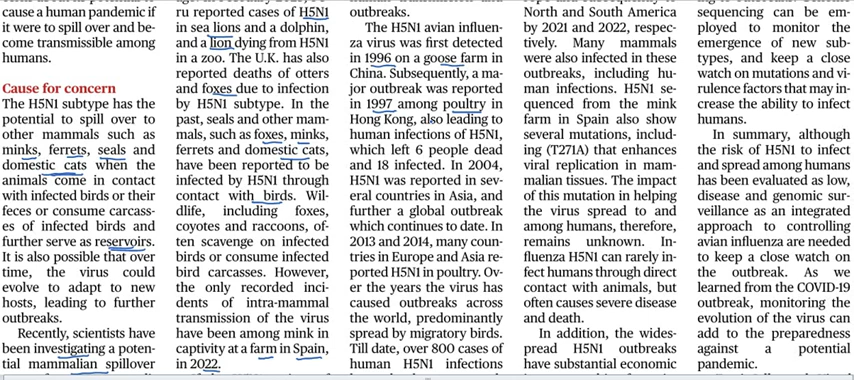 cause a human pandemic if
it were to spill over and be-
come transmissible among
humans.
Cause for concern
The H5N1 subtype has the
potential to spill over to
other mammals such as
minks, ferrets, seals and
domestic cats when the
animals come in contact
with infected birds or their
feces or consume carcass-
es of infected birds and
further serve as reservoirs.
It is also possible that over
time, the virus could
evolve to adapt to new
hosts, leading to further
outbreaks.
Recently, scientists have
been investigating a poten-
tial mammalian spillover
ru reported cases of H5N1
in sea lions and a dolphin,
and a lion dying from H5N1
in a zoo. The U.K. has also
reported deaths of otters
and foxes due to infection
by H5N1 subtype. In the
past, seals and other mam-
mals, such as foxes, minks,
ferrets and domestic cats,
have been reported to be
infected by H5N1 through
contact with birds. Wil-
dlife, including foxes,
coyotes and raccoons, of-
ten scavenge on infected
birds or consume infected
bird carcasses. However,
the only recorded inci-
dents of intra-mammal
transmission of the virus
have been among mink in
captivity at a farm in Spain,
in 2022.
outbreaks.
The H5N1 avian influen-
za virus was first detected
in 1996 on a goose farm in
China. Subsequently, a ma-
jor outbreak was reported
in 1997 among poultry in
Hong Kong, also leading to
human infections of H5N1,
which left 6 people dead
and 18 infected. In 2004,
H5N1 was reported in sev-
eral countries in Asia, and
further a global outbreak
which continues to date. In
2013 and 2014, many coun-
tries in Europe and Asia re-
ported H5N1 in poultry. Ov-
er the years the virus has
caused outbreaks across
the world, predominantly
spread by migratory birds.
Till date, over 800 cases of
human H5N1 infections
North and South America
by 2021 and 2022, respec-
tively. Many mammals
were also infected in these
outbreaks, including hu-
man infections. H5N1 se-
quenced from the mink
farm in Spain also show
several mutations, includ-
ing (T271A) that enhances
viral replication in mam-
malian tissues. The impact
of this mutation in helping
the virus spread to and
among humans, therefore,
remains unknown. In-
fluenza H5N1 can rarely in-
fect humans through direct
contact with animals, but
often causes severe disease
and death.
In addition, the wides-
pread H5N1 outbreaks
have substantial economic
sequencing can be em-
ployed to monitor the
emergence of new sub-
types, and keep a close
watch on mutations and vi-
rulence factors that may in-
crease the ability to infect
humans.
In summary, although
the risk of H5N1 to infect
and spread among humans
has been evaluated as low,
disease and genomic sur-
veillance as an integrated
approach to controlling
avian influenza are needed
to keep a close watch on
the outbreak. As we
learned from the COVID-19
outbreak, monitoring the
evolution of the virus can
add to the preparedness
against a potential
pandemic.